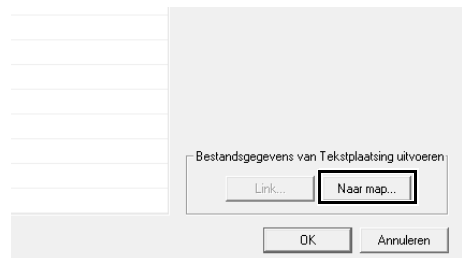 Bestandsgegevens van Tekstplaatsing uitvoeren
Link... Naar map...
OK Annuleren